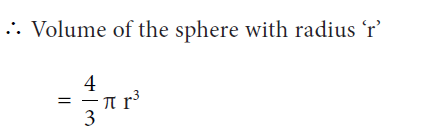 ∴ Volume of the sphere with radius ‘r’
= 4/3 π r³